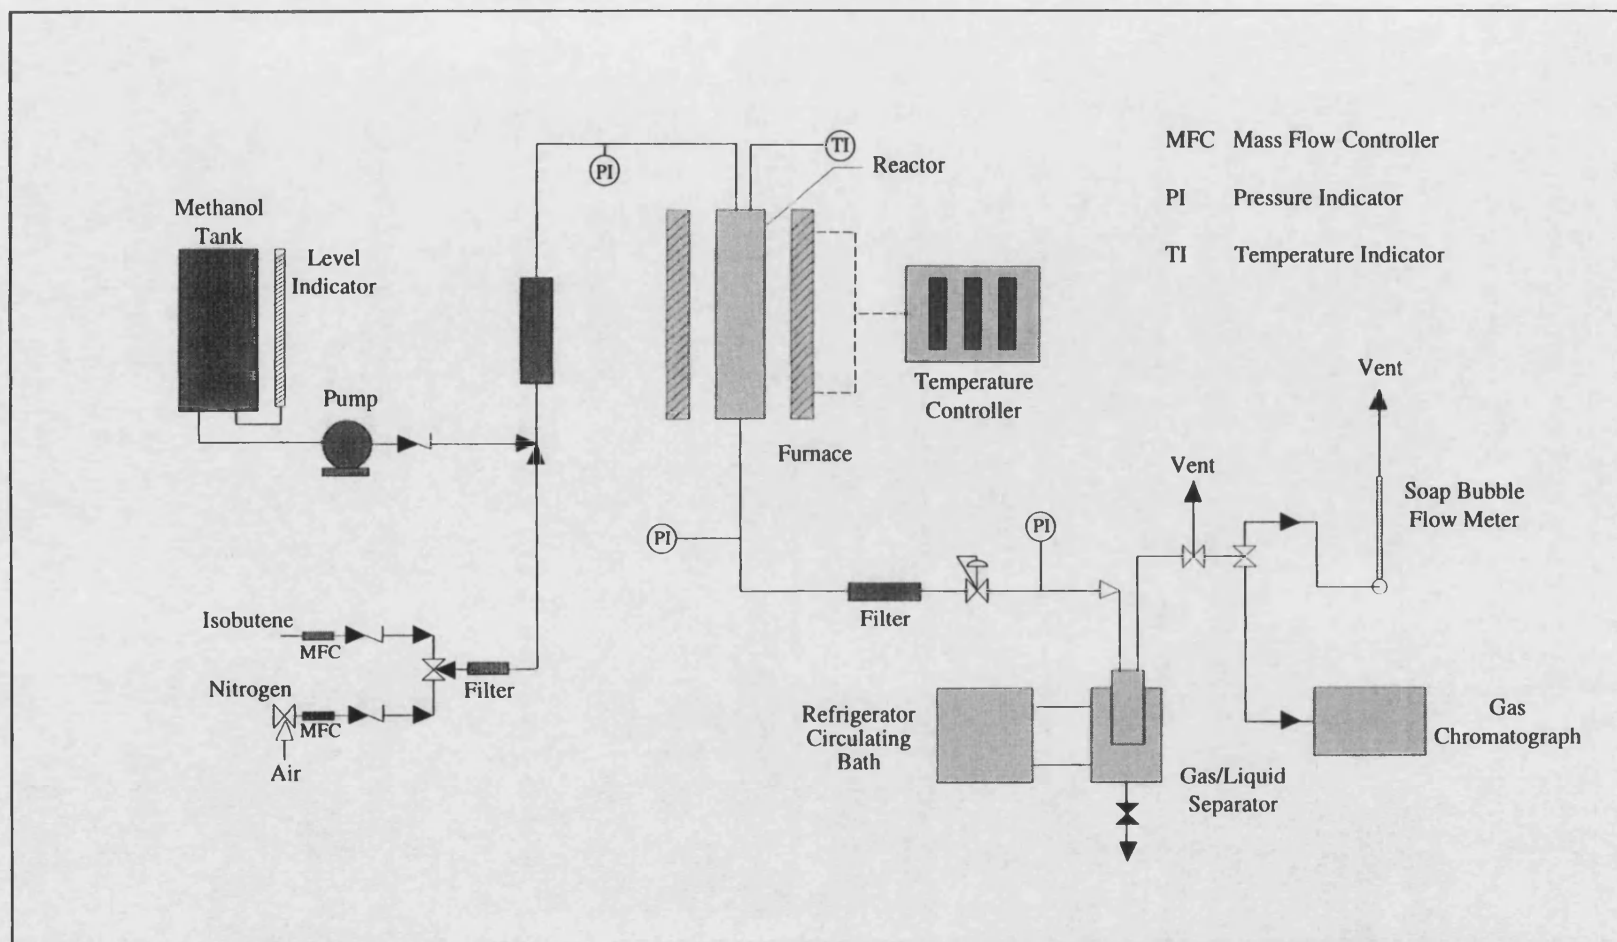 MFC Mass Flow Controller
PI Pressure Indicator
TI Temperature Indicator
TI
PI
Reactor
Methanol
Tank
Level
Indicator
Pump
Temperature
Controller
Furnace
Vent
Vent
Soap Bubble
Flow Meter
PI
PI
Filter
Isobutene
MFC
Nitrogen
MFC
Filter
Air
Refrigerator
Circulating
Bath
Gas/Liquid
Separator
Gas
Chromatograph